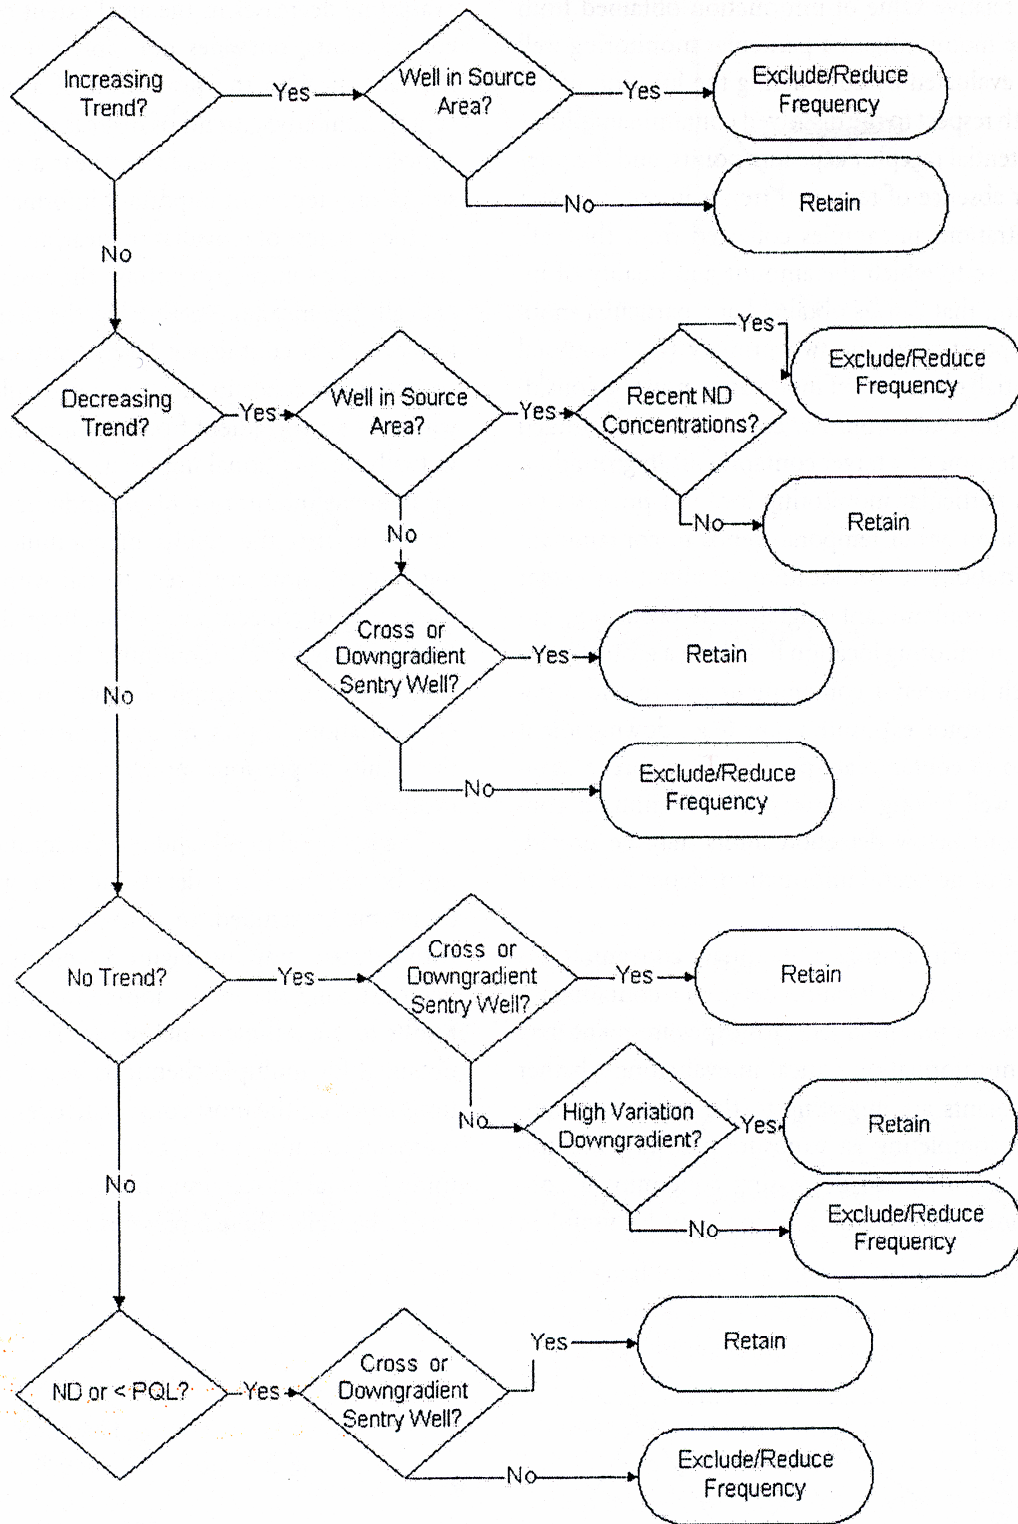 Increasing
Trend?
Yes
Well in Source
Area?
Yes
Exclude/Reduce
Frequency
No
Retain
No
Decreasing
Trend?
Yes
Well in Source
Area?
Yes
Recent ND
Concentrations?
Yes
Exclude/Reduce
Frequency
No
Retain
No
Cross or
Downgradient
Sentry Well?
Yes
Retain
No
Exclude/Reduce
Frequency
No
No Trend?
Yes
Cross or
Downgradient
Sentry Well?
Yes
Retain
No
High Variation
Downgradient?
Yes
Retain
No
Exclude/Reduce
Frequency
No
ND or < PQL?
Yes
Cross or
Downgradient
Sentry Well?
Yes
Retain
No
Exclude/Reduce
Frequency